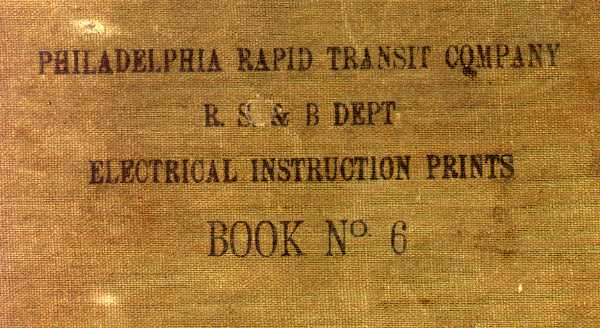 PHILADELPHIA RAPID TRANSIT COMPANY
R. S. & B DEPT
ELECTRICAL INSTRUCTION PRINTS
BOOK No. 6